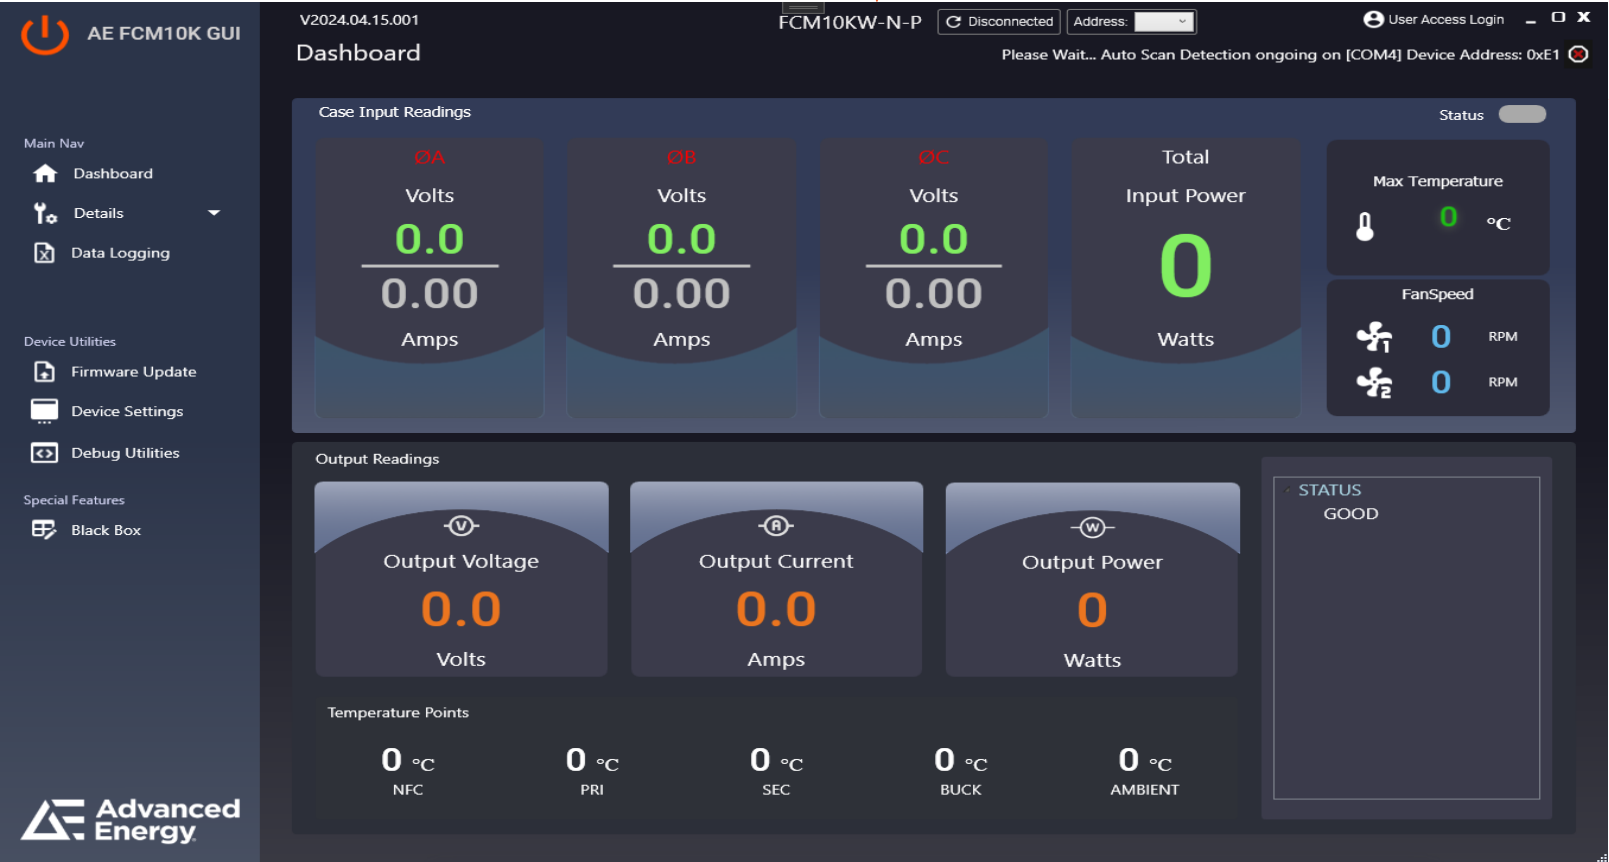 AE FCM10K GUI
Main Nav
Dashboard
Details
Data Logging
Device Utilities
Firmware Update
Device Settings
Debug Utilities
Special Features
Black Box
Advanced
Energy
V2024.04.15.001
FCM10KW-N-P
Disconnected
Address:
User Access Login
Dashboard
Please Wait... Auto Scan Detection ongoing on [COM4] Device Address: 0xE1
Case Input Readings
Status
ØA
Volts
0.0
0.00
Amps
ØB
Volts
0.0
0.00
Amps
ØC
Volts
0.0
0.00
Amps
Total
Input Power
0
Watts
Max Temperature
0 °C
FanSpeed
1 0 RPM
2 0 RPM
Output Readings
V
Output Voltage
0.0
Volts
A
Output Current
0.0
Amps
W
Output Power
0
Watts
STATUS
GOOD
Temperature Points
0 °C
NFC
0 °C
PRI
0 °C
SEC
0 °C
BUCK
0 °C
AMBIENT